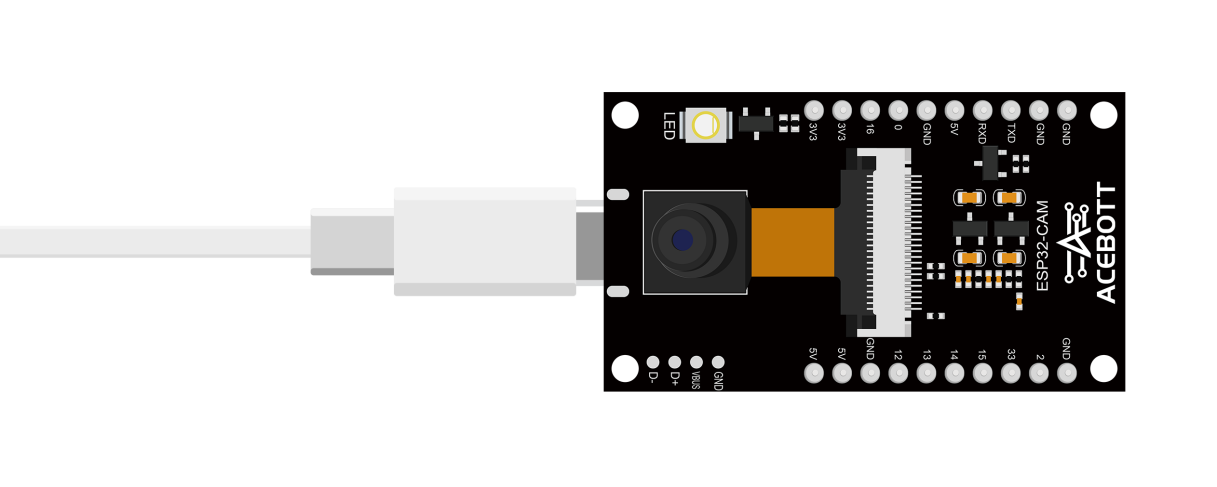 LED
3V3
3V3
16
0
GND
5V
RXD
TXD
GND
GND
ESP32-CAM
ACEBOTT
D-
D+
VBUS
GND
5V
5V
GND
12
13
14
15
33
2
GND